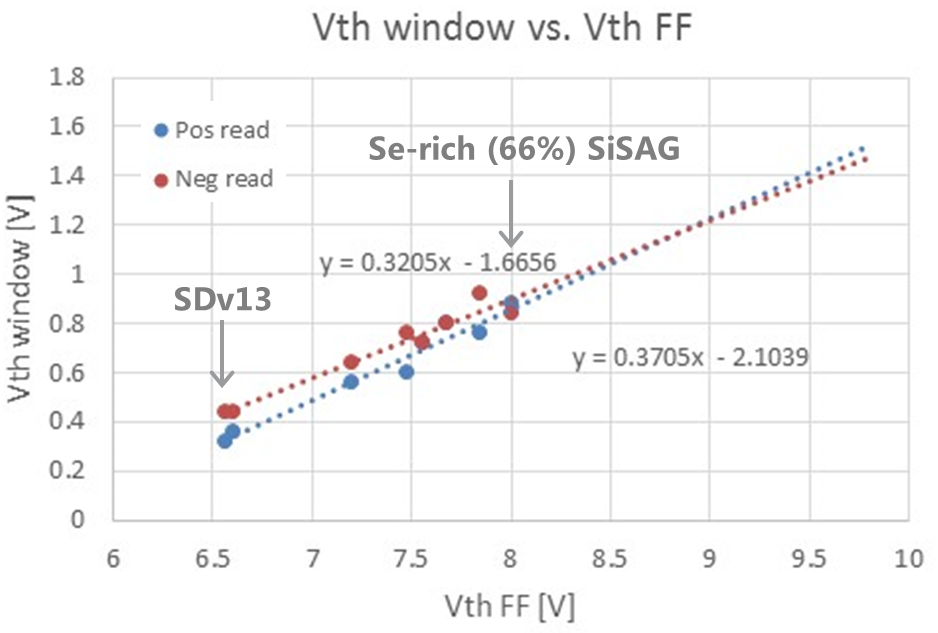 Vth window vs. Vth FF
1.8
1.6
1.4
1.2
1
0.8
0.6
0.4
0.2
0
Vth window [V]
Pos read
Neg read
Se-rich (66%) SiSAG
y = 0.3205x - 1.6656
SDv13
y = 0.3705x - 2.1039
6 6.5 7 7.5 8 8.5 9 9.5 10
Vth FF [V]